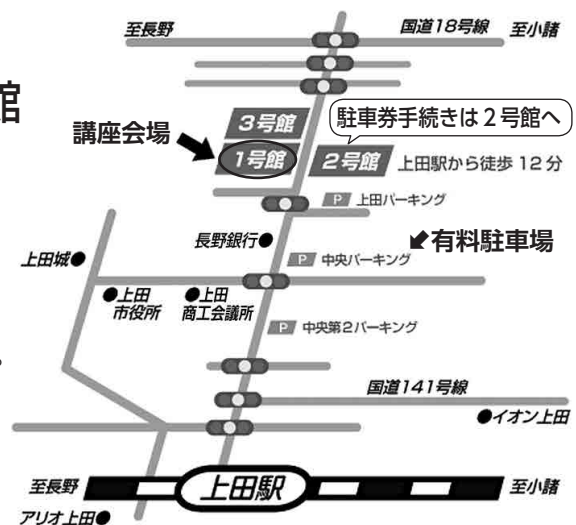 至長野
国道18号線
至小諸
館
3号館
駐車券手続きは2号館へ
講座会場
1号館
2号館
上田駅から徒歩12分
P 上田パーキング
長野銀行
有料駐車場
上田城
P 中央パーキング
上田
市役所
上田
商工会議所
P 中央第2パーキング
国道141号線
イオン上田
至長野
上田駅
至小諸
アリオ上田